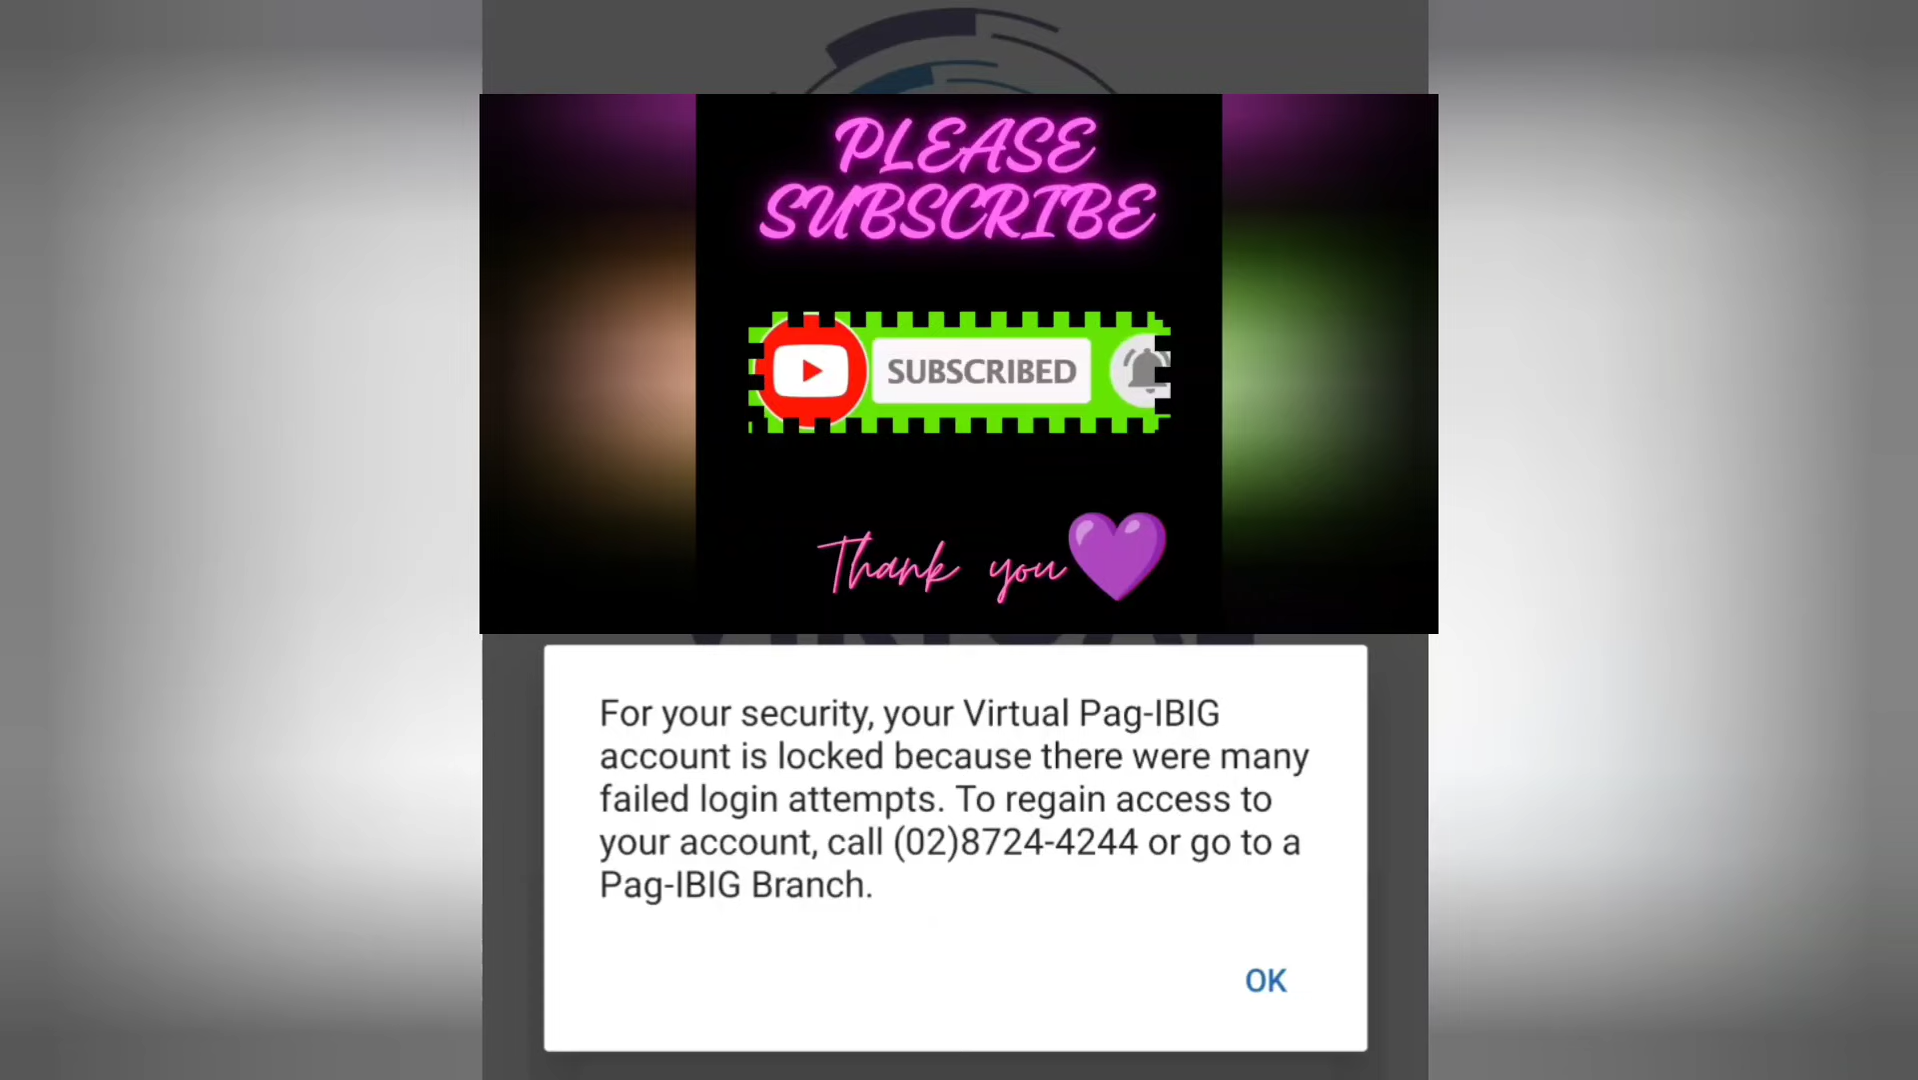 PLEASE
SUBSCRIBE
SUBSCRIBED
Thank you
For your security, your Virtual Pag-IBIG
account is locked because there were many
failed login attempts. To regain access to
your account, call (02)8724-4244 or go to a
Pag-IBIG Branch.
OK